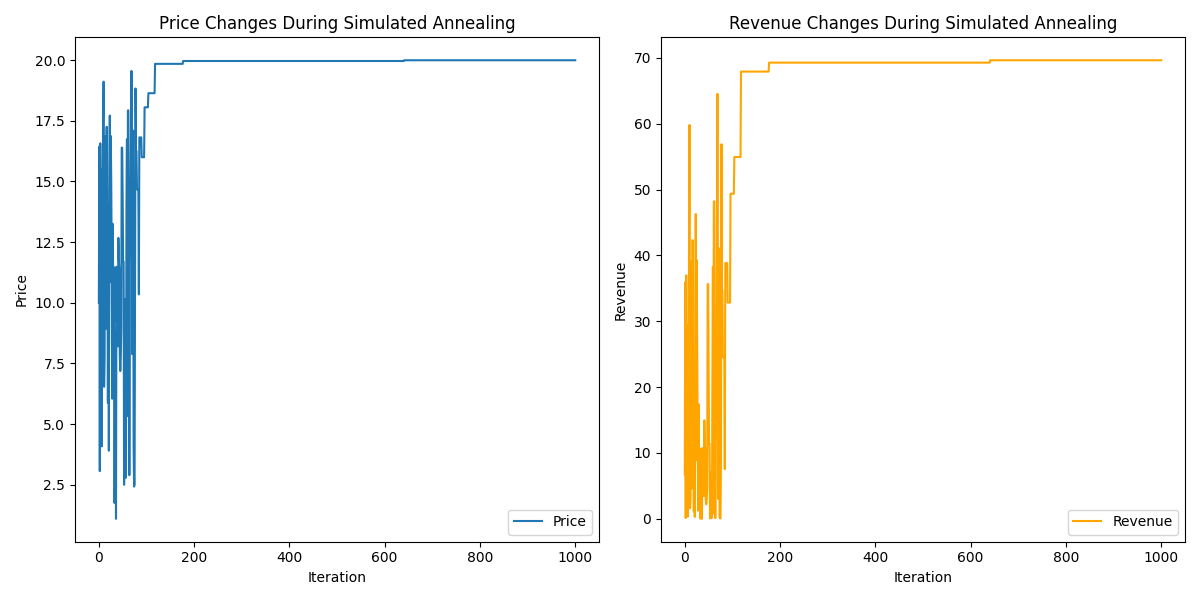 Price Changes During Simulated Annealing
20.0
17.5
15.0
12.5
10.0
7.5
5.0
2.5
Price
0 200 400 600 800 1000
Iteration
Price
Revenue Changes During Simulated Annealing
70
60
50
40
30
20
10
0
Revenue
0 200 400 600 800 1000
Iteration
Revenue